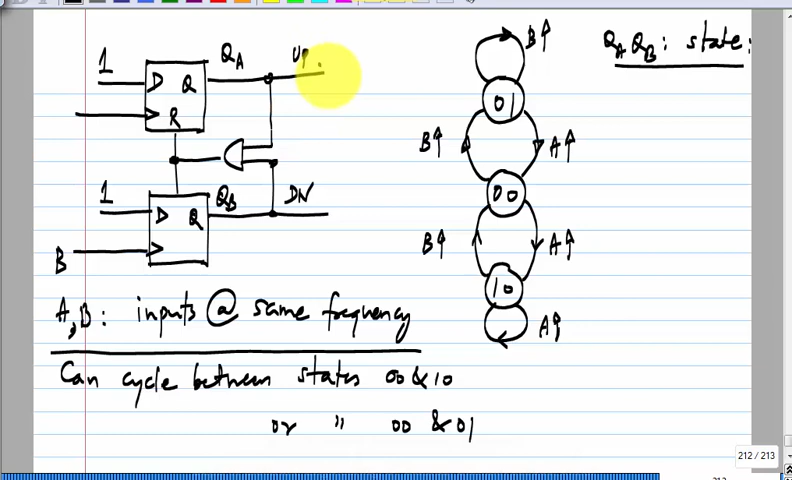 1 D Q Q_A UP.
R
1 D Q Q_B DN
B
B↑
01
B↑ A↑
00
B↑ A↑
10
A↑
Q_A Q_B : state:
A,B: inputs @ same frequency
Can cycle between states 00 & 10
or " 00 & 01
212 / 213